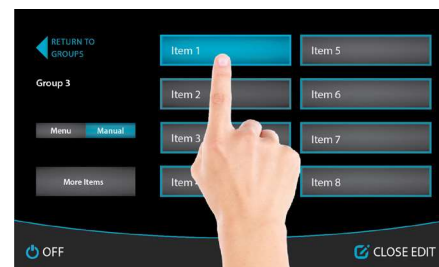 RETURN TO
GROUPS
Group 3
Menu Manual
More Items
Item 1
Item 2
Item 3
Item
Item 5
Item 6
Item 7
Item 8
OFF
CLOSE EDIT